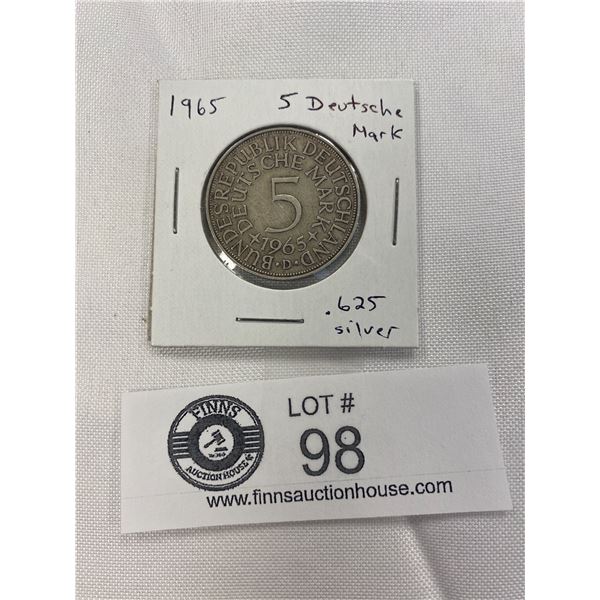 1965 5 Deutsche
Mark
BUNDESREPUBLIK DEUTSCHLAND
DEUTSCHE MARK
5
1965
D
.625
silver
FINNS
AUCTION HOUSE
LOT #
98
www.finnsauctionhouse.com